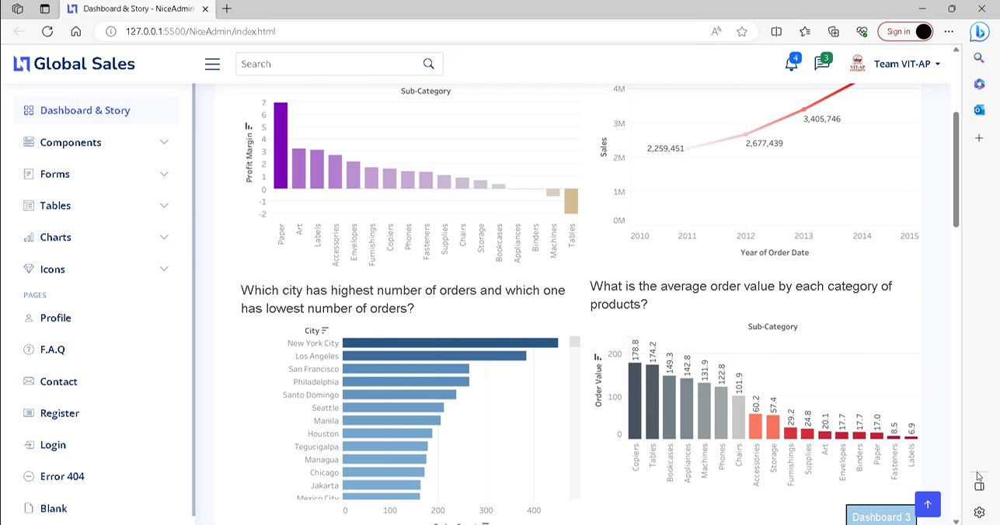 Dashboard & Story - NiceAdmin
127.0.0.1:5500/NiceAdmin/index.html
Sign in
Global Sales
Search
4
3
VIT-AP
Team VIT-AP
Dashboard & Story
Components
Forms
Tables
Charts
Icons
PAGES
Profile
F.A.Q
Contact
Register
Login
Error 404
Blank
Sub-Category
Profit Margin
7
6
5
4
3
2
1
0
-1
-2
Paper
Art
Labels
Accessories
Envelopes
Furnishings
Copiers
Phones
Fasteners
Supplies
Chairs
Storage
Bookcases
Appliances
Binders
Machines
Tables
Sales
4M
3M
2M
1M
0M
2,259,451
2,677,439
3,405,746
2010
2011
2012
2013
2014
2015
Year of Order Date
Which city has highest number of orders and which one
has lowest number of orders?
City
New York City
Los Angeles
San Francisco
Philadelphia
Santo Domingo
Seattle
Manila
Houston
Tegucigalpa
Managua
Chicago
Jakarta
Mexico City
0
100
200
300
400
What is the average order value by each category of
products?
Sub-Category
Order Value
200
100
0
178.8
174.2
149.3
142.8
131.9
122.8
101.9
60.2
57.4
29.2
24.8
20.1
17.7
17.7
17.0
8.5
6.9
Copiers
Tables
Bookcases
Appliances
Machines
Phones
Chairs
Accessories
Storage
Furnishings
Supplies
Art
Envelopes
Binders
Paper
Fasteners
Labels
Dashboard 3